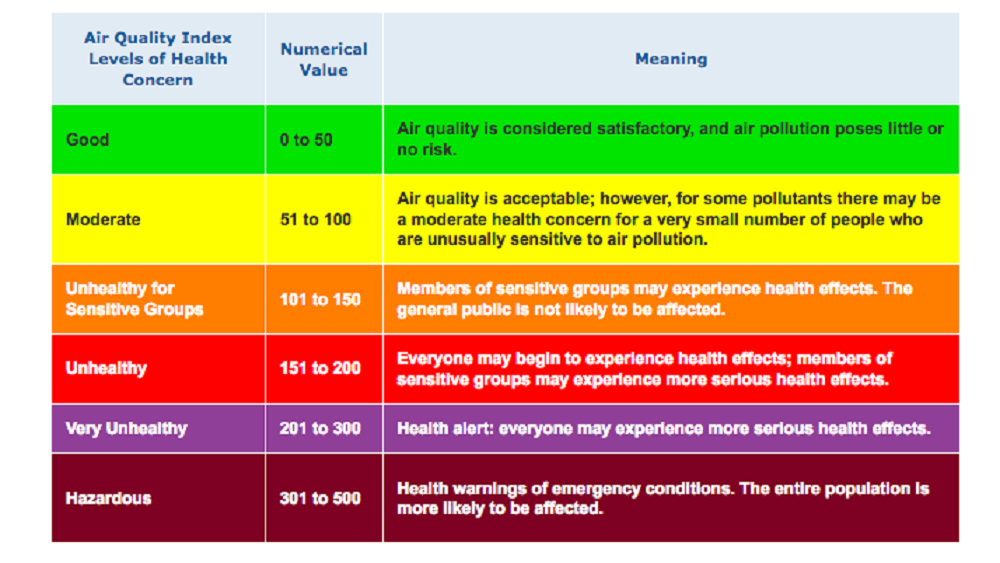 Air Quality Index
Levels of Health
Concern
Numerical
Value
Meaning
Good
0 to 50
Air quality is considered satisfactory, and air pollution poses little or
no risk.
Moderate
51 to 100
Air quality is acceptable; however, for some pollutants there may be
a moderate health concern for a very small number of people who
are unusually sensitive to air pollution.
Unhealthy for
Sensitive Groups
101 to 150
Members of sensitive groups may experience health effects. The
general public is not likely to be affected.
Unhealthy
151 to 200
Everyone may begin to experience health effects; members of
sensitive groups may experience more serious health effects.
Very Unhealthy
201 to 300
Health alert: everyone may experience more serious health effects.
Hazardous
301 to 500
Health warnings of emergency conditions. The entire population is
more likely to be affected.